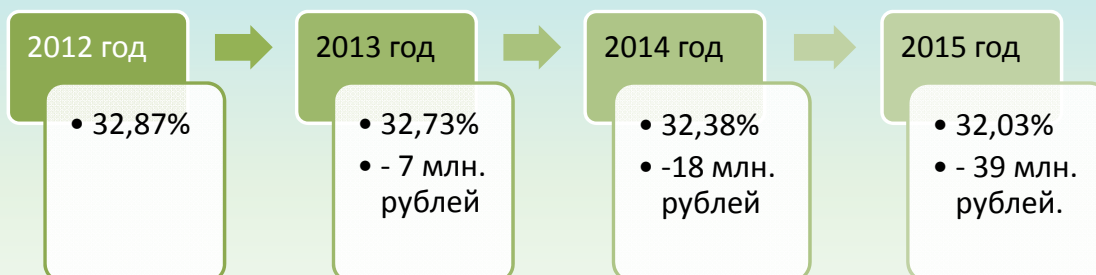 2012 год
• 32,87%
2013 год
• 32,73%
• - 7 млн.
рублей
2014 год
• 32,38%
• -18 млн.
рублей
2015 год
• 32,03%
• - 39 млн.
рублей.